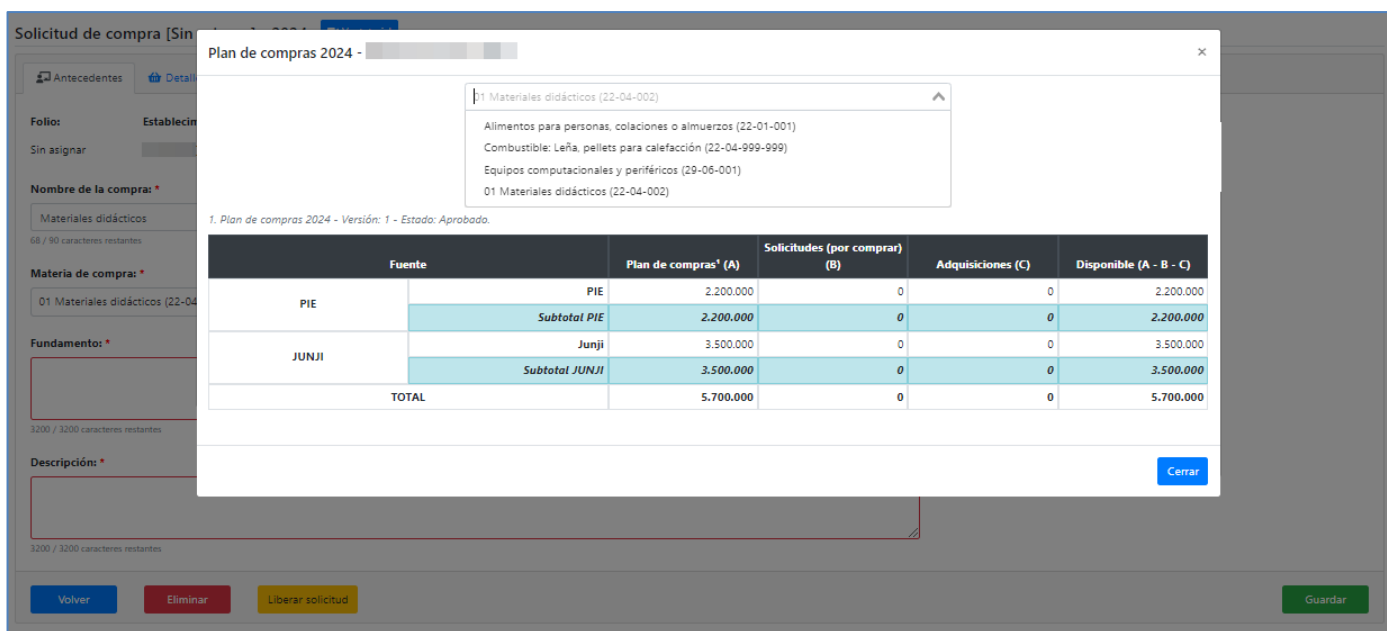 Solicitud de compra [Sin
Plan de compras 2024 -
×
Antecedentes
Detall
01 Materiales didácticos (22-04-002)
Alimentos para personas, colaciones o almuerzos (22-01-001)
Combustible: Leña, pellets para calefacción (22-04-999-999)
Equipos computacionales y periféricos (29-06-001)
01 Materiales didácticos (22-04-002)
Folio:
Establecim
Sin asignar
Nombre de la compra: *
Materiales didácticos
68 / 90 caracteres restantes
Materia de compra: *
01 Materiales didácticos (22-04
Fundamento: *
3200 / 3200 caracteres restantes
Descripción: *
3200 / 3200 caracteres restantes
1. Plan de compras 2024 - Versión: 1 - Estado: Aprobado.
Fuente Plan de compras¹ (A) Solicitudes (por comprar) (B) Adquisiciones (C) Disponible (A - B - C)
PIE PIE 2.200.000 0 0 2.200.000
Subtotal PIE 2.200.000 0 0 2.200.000
JUNJI Junji 3.500.000 0 0 3.500.000
Subtotal JUNJI 3.500.000 0 0 3.500.000
TOTAL 5.700.000 0 0 5.700.000
Cerrar
Volver
Eliminar
Liberar solicitud
Guardar